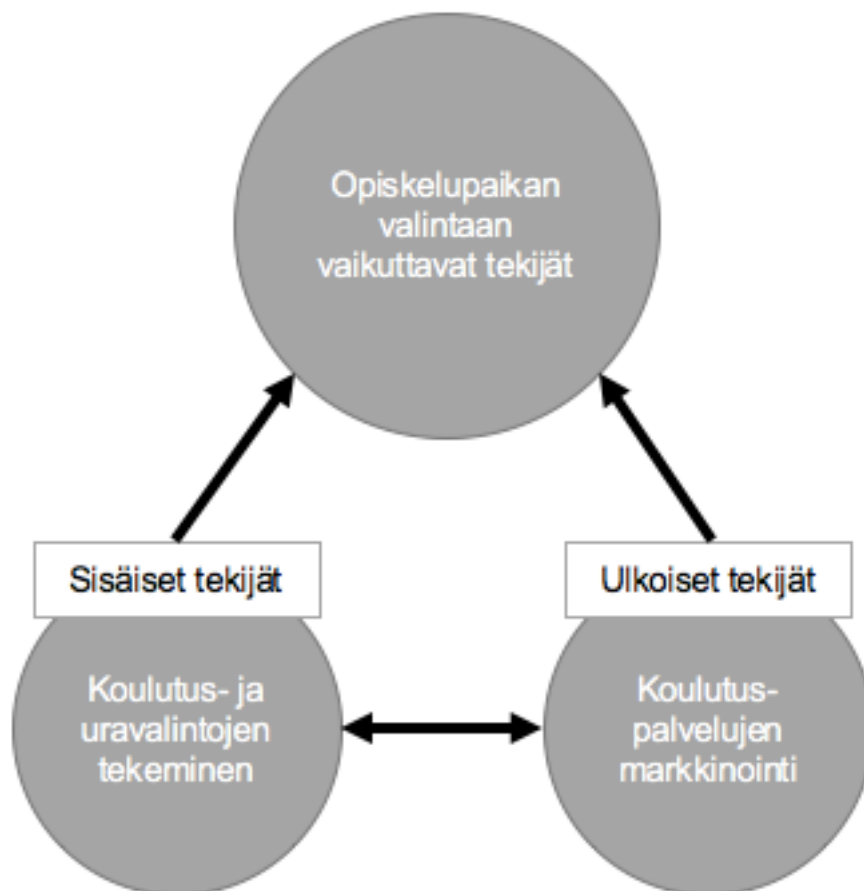 Opiskelupaikan
valintaan
vaikuttavat tekijät
Sisäiset tekijät
Ulkoiset tekijät
Koulutus- ja
uravalintojen
tekeminen
Koulutus-
palvelujen
markkinointi